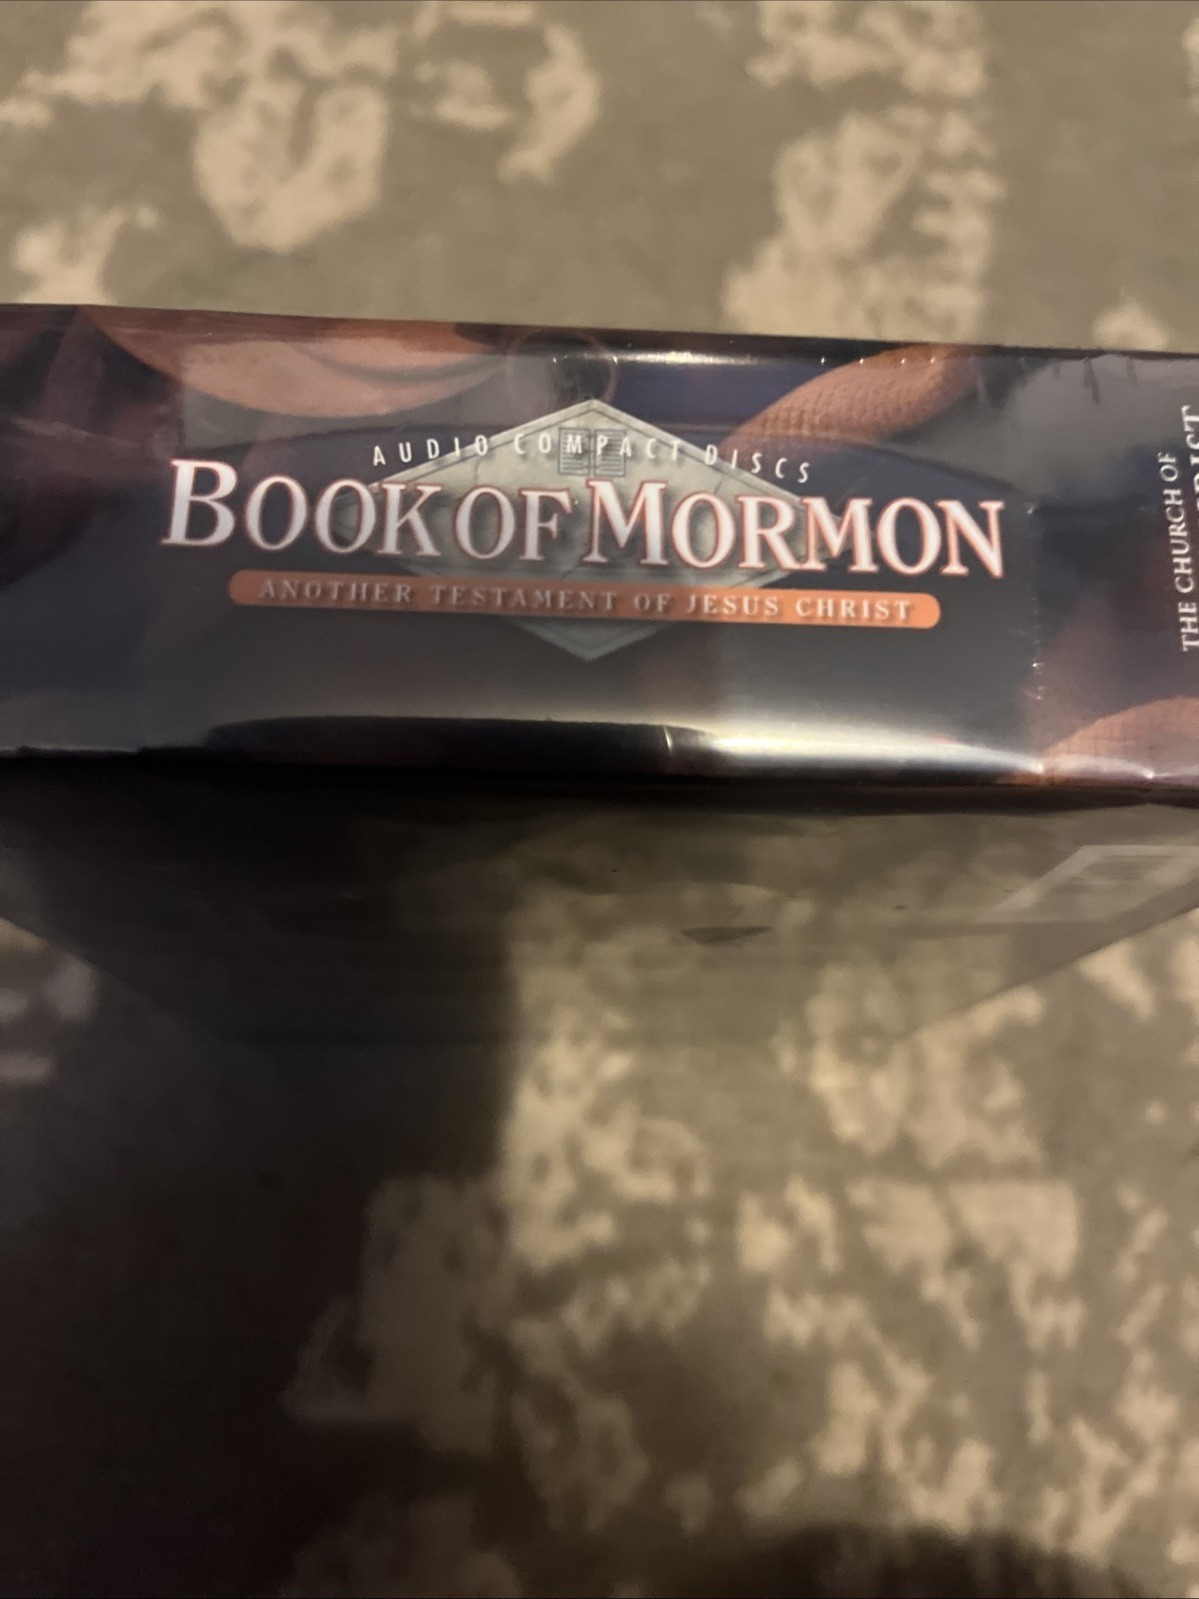 AUDIO COMPACT DISCS
BOOK OF MORMON
ANOTHER TESTAMENT OF JESUS CHRIST
THE CHURCH OF